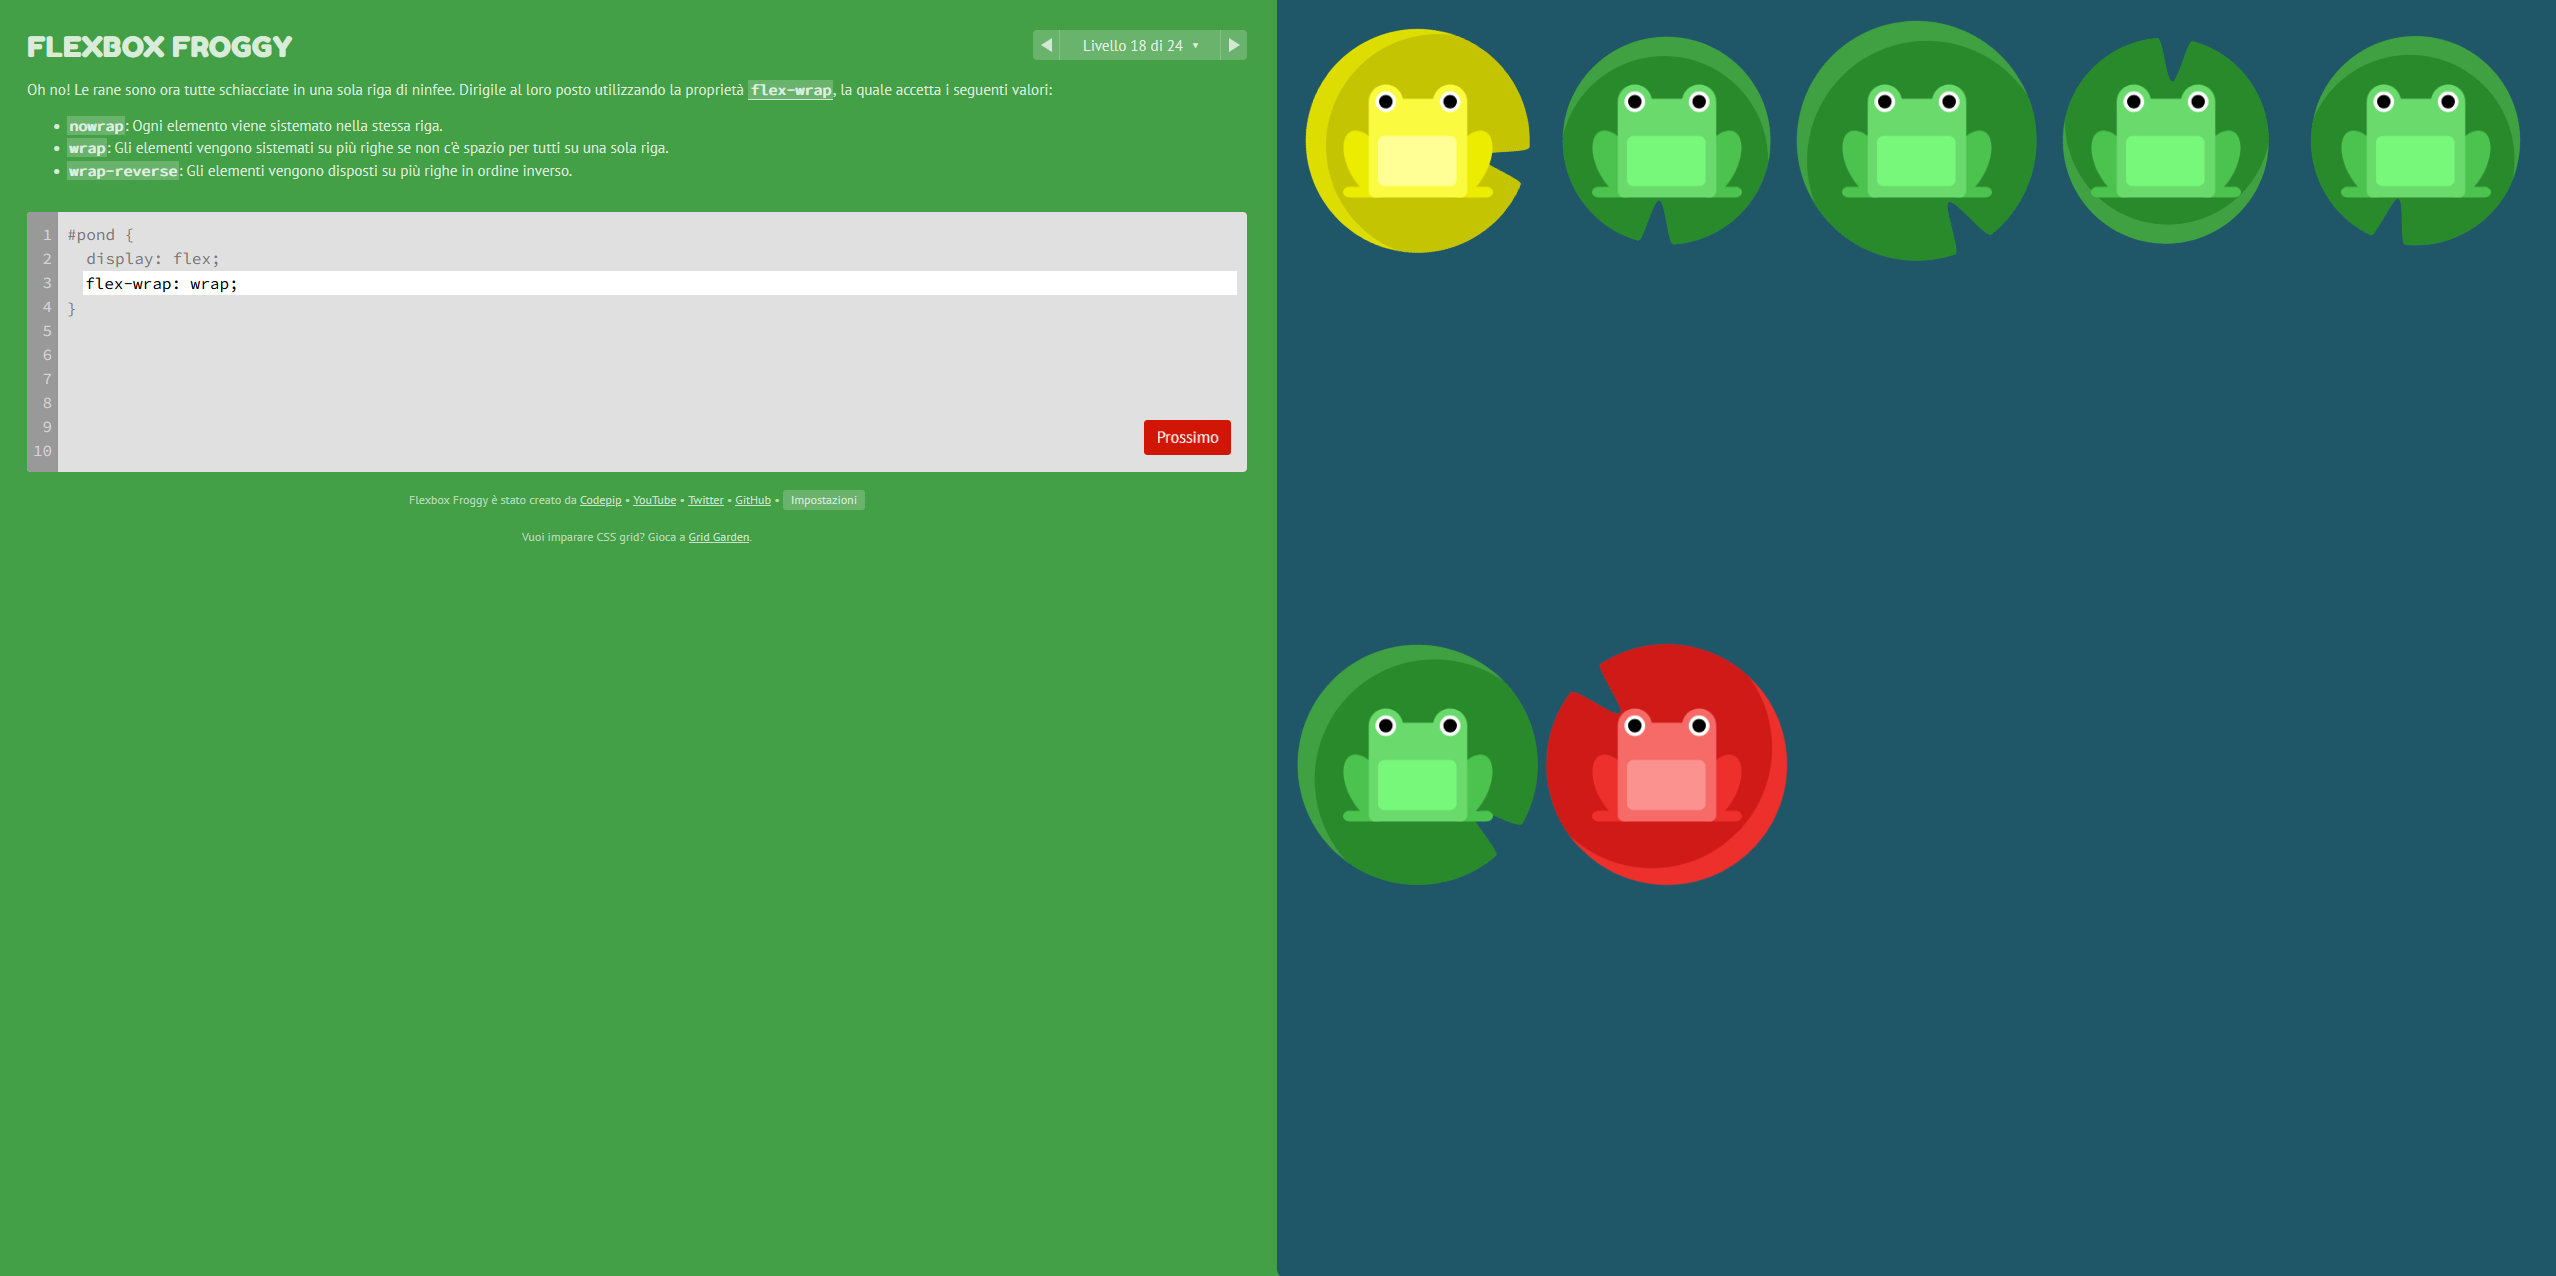 FLEXBOX FROGGY
◀ Livello 18 di 24 ▼ ▶
Oh no! Le rane sono ora tutte schiacciate in una sola riga di ninfee. Dirigile al loro posto utilizzando la proprietà flex-wrap, la quale accetta i seguenti valori:
• nowrap: Ogni elemento viene sistemato nella stessa riga.
• wrap: Gli elementi vengono sistemati su più righe se non c'è spazio per tutti su una sola riga.
• wrap-reverse: Gli elementi vengono disposti su più righe in ordine inverso.
1 #pond {
2 display: flex;
3 flex-wrap: wrap;
4 }
5
6
7
8
9
10
Prossimo
Flexbox Froggy è stato creato da Codepip • YouTube • Twitter • GitHub • Impostazioni
Vuoi imparare CSS grid? Gioca a Grid Garden.